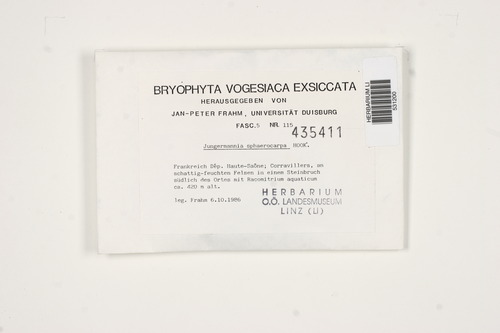 BRYOPHYTA VOGESIACA EXSICCATA
HERAUSGEGEBEN VON
JAN-PETER FRAHM, UNIVERSITÄT DUISBURG
FASC.5 NR. 115
435411
Jungermannia sphaerocarpa HOOK.
Frankreich Dép. Haute-Saône; Corravillers, an
schattig-feuchten Felsen in einem Steinbruch
südlich des Ortes mit Racomitrium aquaticum
ca. 420 m alt.
leg. Frahm 6.10.1986
HERBARIUM
O.Ö. LANDESMUSEUM
LINZ (LI)
HERBARIUM LI
531200